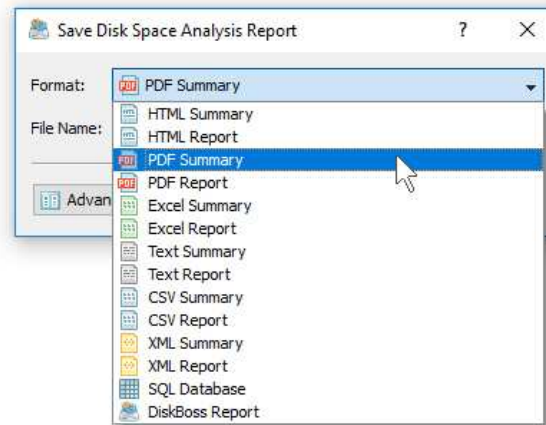 Save Disk Space Analysis Report ?
Format: PDF Summary
HTML Summary
File Name: HTML Report
PDF Summary
PDF Report
Advan Excel Summary
Excel Report
Text Summary
Text Report
CSV Summary
CSV Report
XML Summary
XML Report
SQL Database
DiskBoss Report